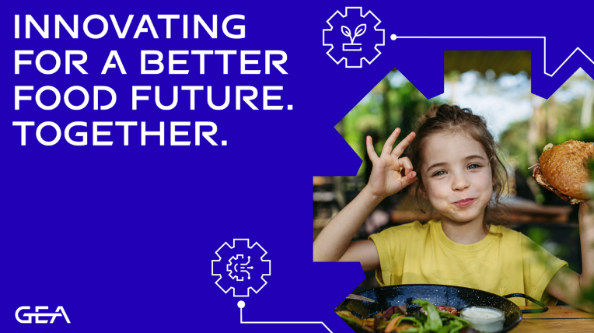 INNOVATING
FOR A BETTER
FOOD FUTURE.
TOGETHER.
GEA